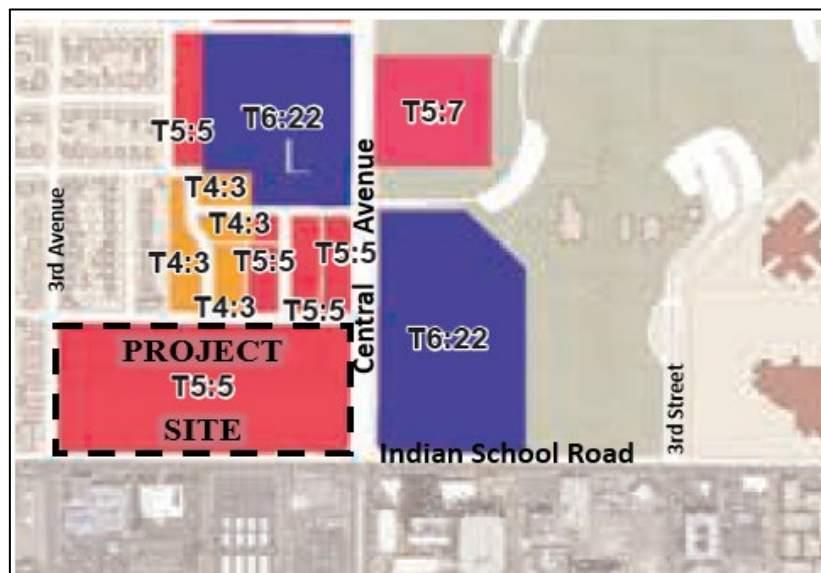 T5:5
T6:22
T5:7
T4:3
T4:3
3rd Avenue
Central Avenue
T4:3
T5:5
T5:5
T4:3
T5:5
PROJECT
T5:5
SITE
T6:22
3rd Street
Indian School Road